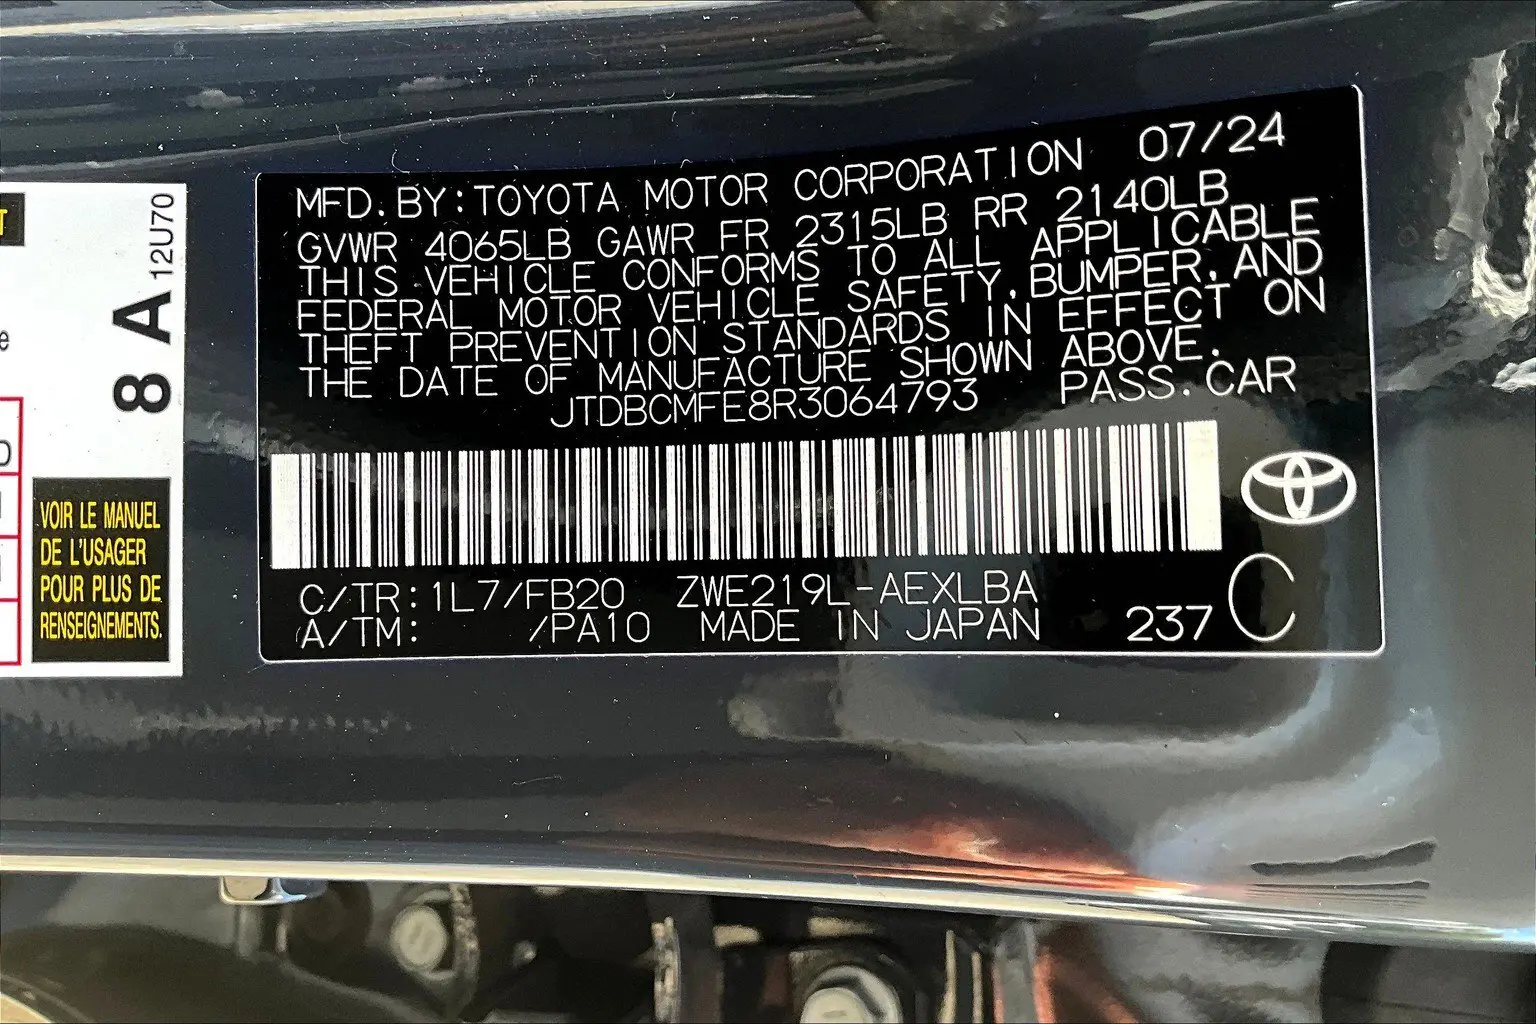 MFD. BY: TOYOTA MOTOR CORPORATION 07/24
GVWR 4065LB GAWR FR 2315LB RR 2140LB
THIS VEHICLE CONFORMS TO ALL APPLICABLE
FEDERAL MOTOR VEHICLE SAFETY, BUMPER, AND
THEFT PREVENTION STANDARDS IN EFFECT ON
THE DATE OF MANUFACTURE SHOWN ABOVE.
JTDBCMFE8R3064793 PASS. CAR
C/TR: 1L7/FB20 ZWE219L-AEXLBA
A/TM: /PA10 MADE IN JAPAN 237 C
8 A 12U70
VOIR LE MANUEL
DE L'USAGER
POUR PLUS DE
RENSEIGNEMENTS.